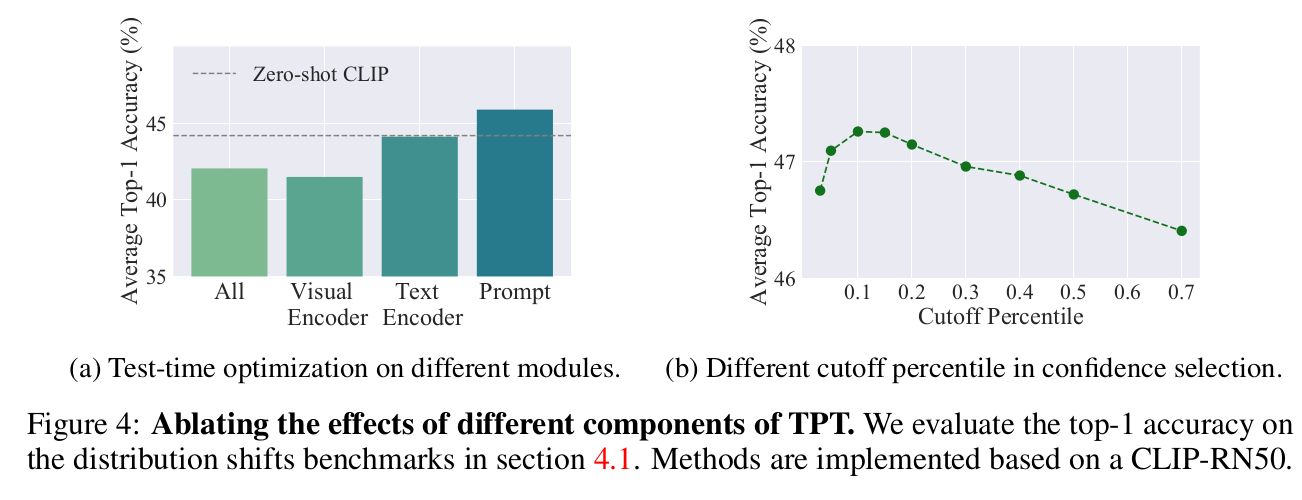 Average Top-1 Accuracy (%)
45
40
35
Zero-shot CLIP
All
Visual
Encoder
Text
Encoder
Prompt
(a) Test-time optimization on different modules.
Average Top-1 Accuracy (%)
48
47
46
0.1 0.2 0.3 0.4 0.5 0.6 0.7
Cutoff Percentile
(b) Different cutoff percentile in confidence selection.
Figure 4: Ablating the effects of different components of TPT. We evaluate the top-1 accuracy on
the distribution shifts benchmarks in section 4.1. Methods are implemented based on a CLIP-RN50.